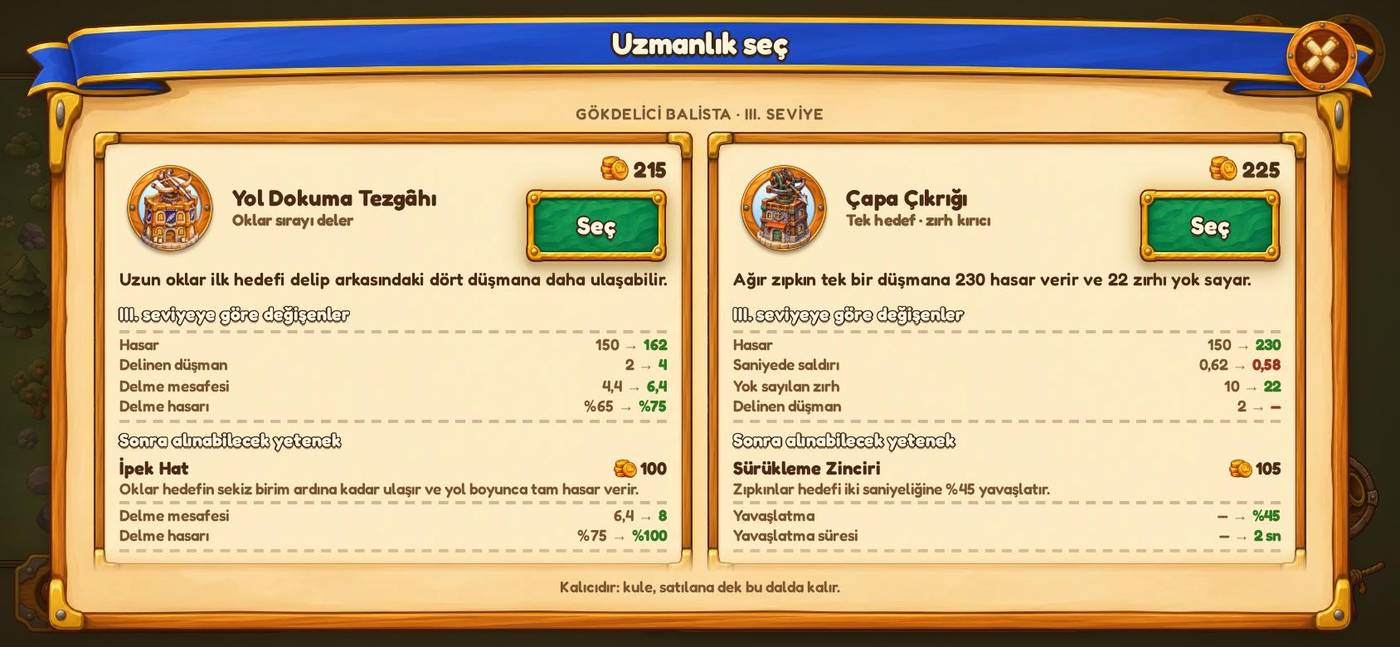 Uzmanlık seç
GÖKDELİCİ BALİSTA · III. SEVİYE
215
Yol Dokuma Tezgâhı
Oklar sırayı deler
Seç
Uzun oklar ilk hedefi delip arkasındaki dört düşmana daha ulaşabilir.
III. seviyeye göre değişenler
Hasar 150 → 162
Delinen düşman 2 → 4
Delme mesafesi 4,4 → 6,4
Delme hasarı %65 → %75
Sonra alınabilecek yetenek
İpek Hat 100
Oklar hedefin sekiz birim ardına kadar ulaşır ve yol boyunca tam hasar verir.
Delme mesafesi 6,4 → 8
Delme hasarı %75 → %100
225
Çapa Çıkrığı
Tek hedef · zırh kırıcı
Seç
Ağır zıpkın tek bir düşmana 230 hasar verir ve 22 zırhı yok sayar.
III. seviyeye göre değişenler
Hasar 150 → 230
Saniyede saldırı 0,62 → 0,58
Yok sayılan zırh 10 → 22
Delinen düşman 2 → –
Sonra alınabilecek yetenek
Sürükleme Zinciri 105
Zıpkınlar hedefi iki saniyeliğine %45 yavaşlatır.
Yavaşlatma – → %45
Yavaşlatma süresi – → 2 sn
Kalıcıdır: kule, satılana dek bu dalda kalır.